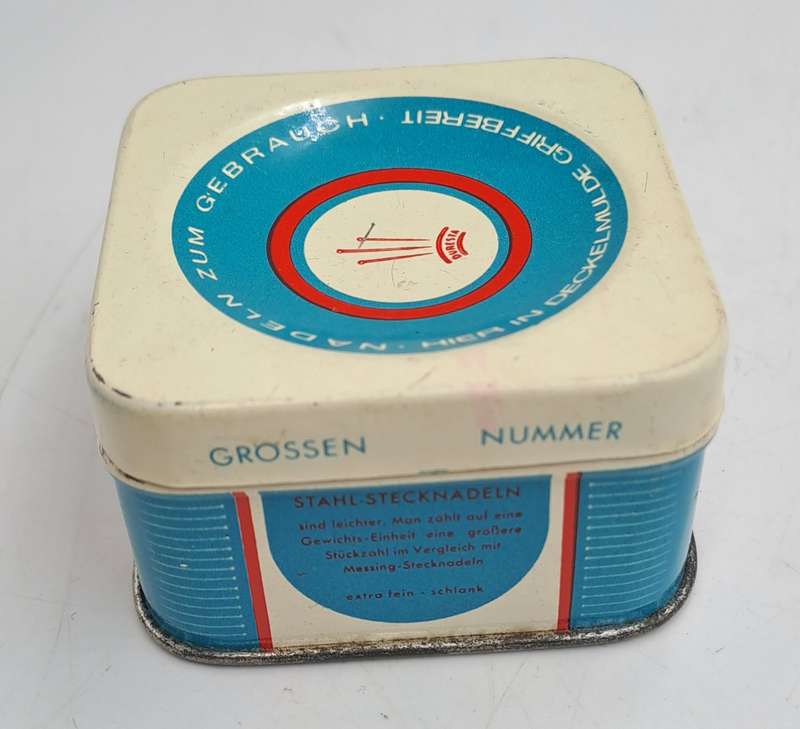 NADELN ZUM GEBRAUCH · HIER IN DECKELMULDE GRIFFBEREIT ·
DURESTA
GRÖSSEN
NUMMER
STAHL-STECKNADELN
sind leichter. Man zählt auf eine
Gewichts-Einheit eine größere
Stückzahl im Vergleich mit
Messing-Stecknadeln
extra fein - schlank